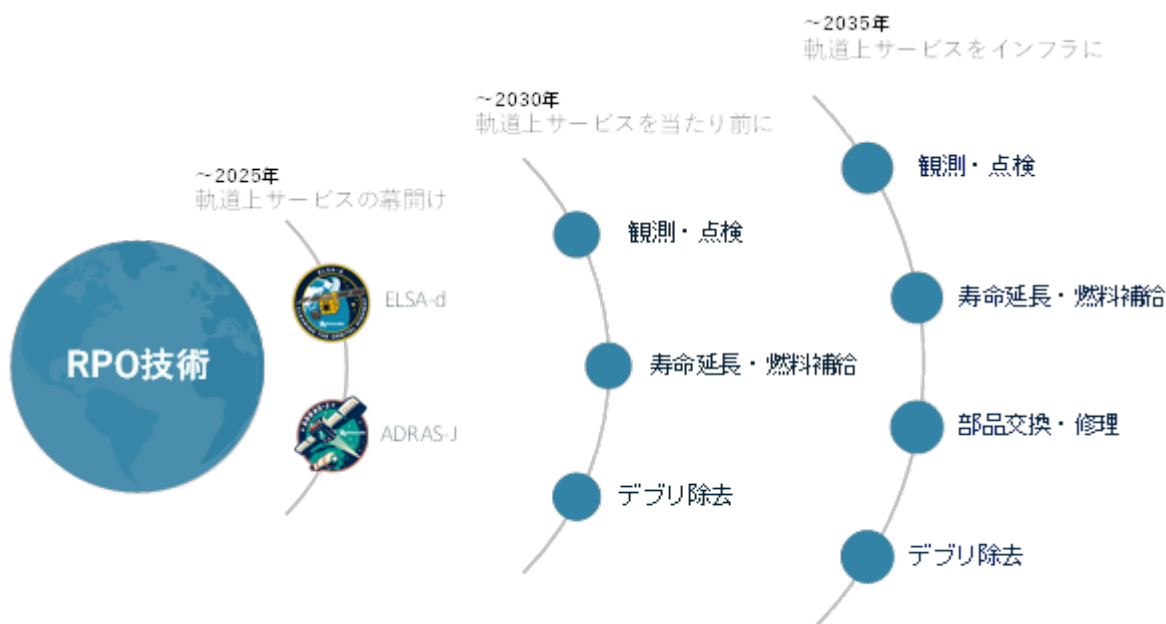 RPO技術
~2025年
軌道上サービスの幕開け
ELSA-d
ADRAS-J
~2030年
軌道上サービスを当たり前に
観測・点検
寿命延長・燃料補給
デブリ除去
~2035年
軌道上サービスをインフラに
観測・点検
寿命延長・燃料補給
部品交換・修理
デブリ除去